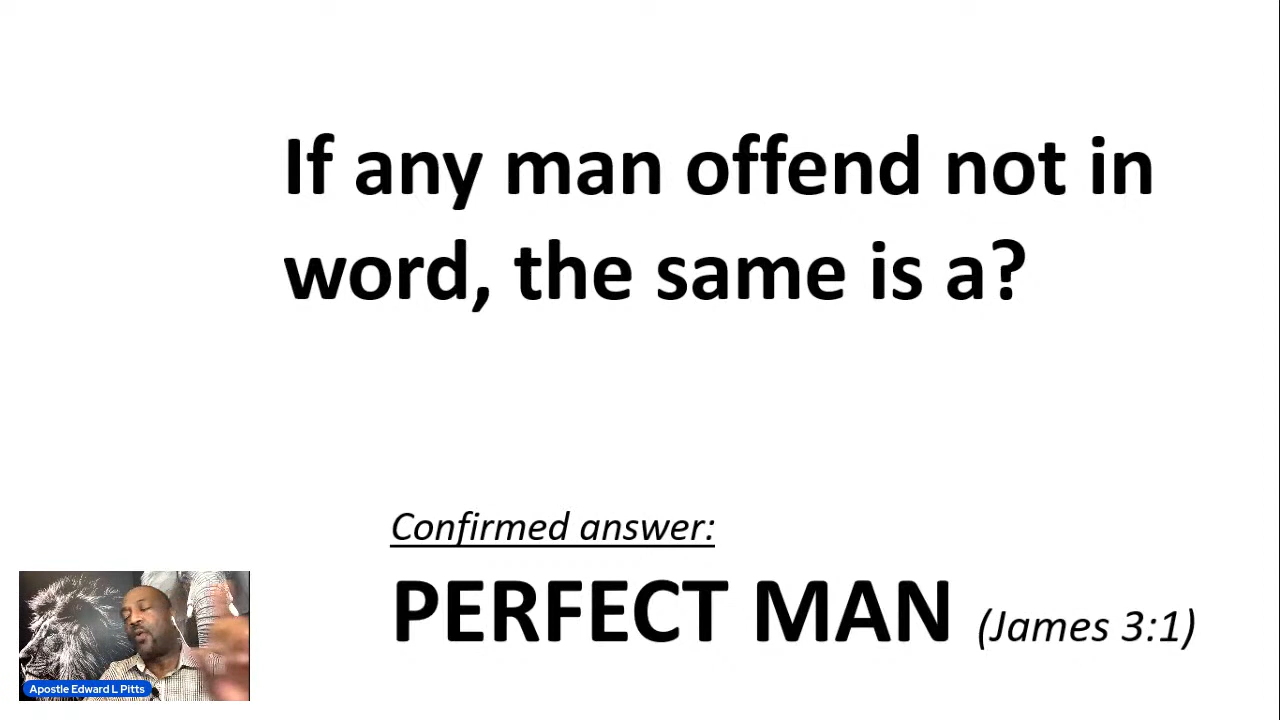 If any man offend not in
word, the same is a?
Confirmed answer:
PERFECT MAN (James 3:1)
Apostle Edward L Pitts